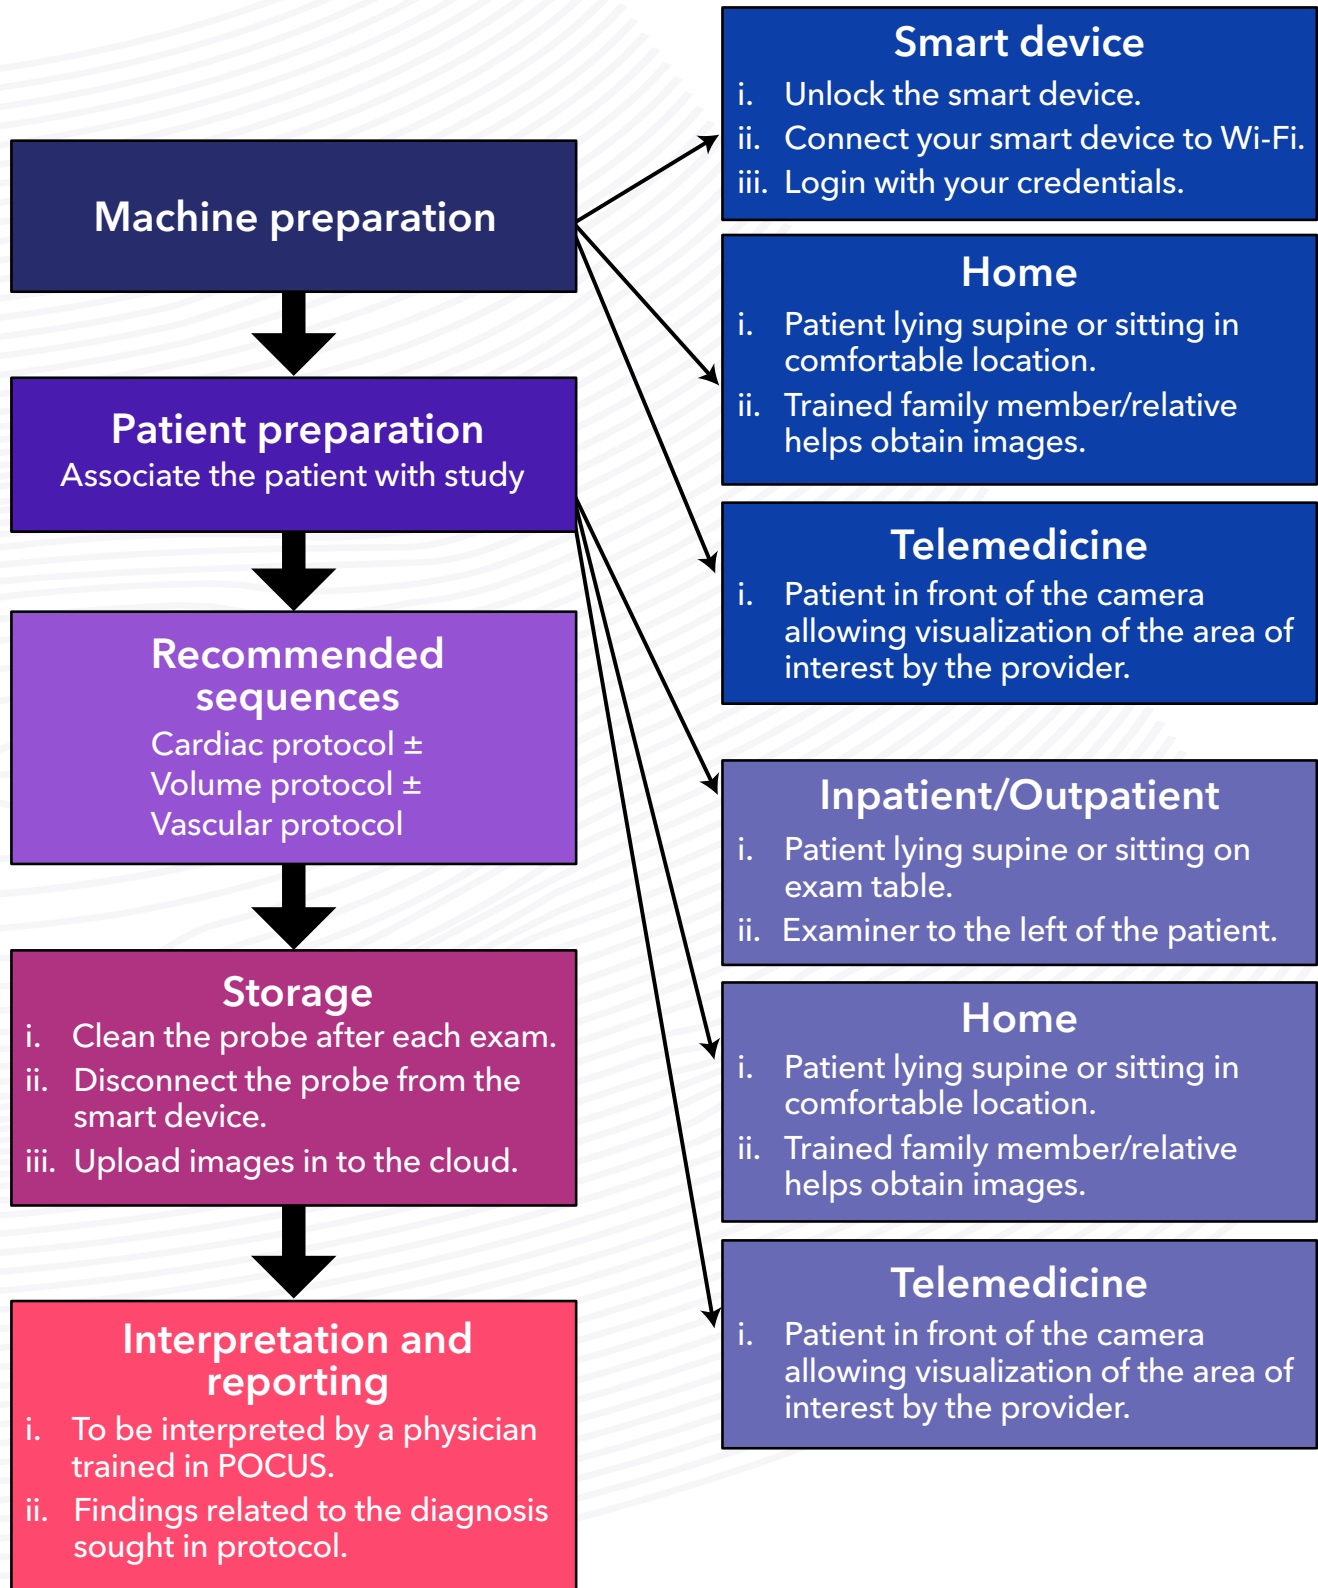 Machine preparation
Patient preparation
Associate the patient with study
Recommended
sequences
Cardiac protocol ±
Volume protocol ±
Vascular protocol
Storage
i. Clean the probe after each exam.
ii. Disconnect the probe from the
smart device.
iii. Upload images in to the cloud.
Interpretation and
reporting
i. To be interpreted by a physician
trained in POCUS.
ii. Findings related to the diagnosis
sought in protocol.
Smart device
i. Unlock the smart device.
ii. Connect your smart device to Wi-Fi.
iii. Login with your credentials.
Home
i. Patient lying supine or sitting in
comfortable location.
ii. Trained family member/relative
helps obtain images.
Telemedicine
i. Patient in front of the camera
allowing visualization of the area of
interest by the provider.
Inpatient/Outpatient
i. Patient lying supine or sitting on
exam table.
ii. Examiner to the left of the patient.
Home
i. Patient lying supine or sitting in
comfortable location.
ii. Trained family member/relative
helps obtain images.
Telemedicine
i. Patient in front of the camera
allowing visualization of the area of
interest by the provider.